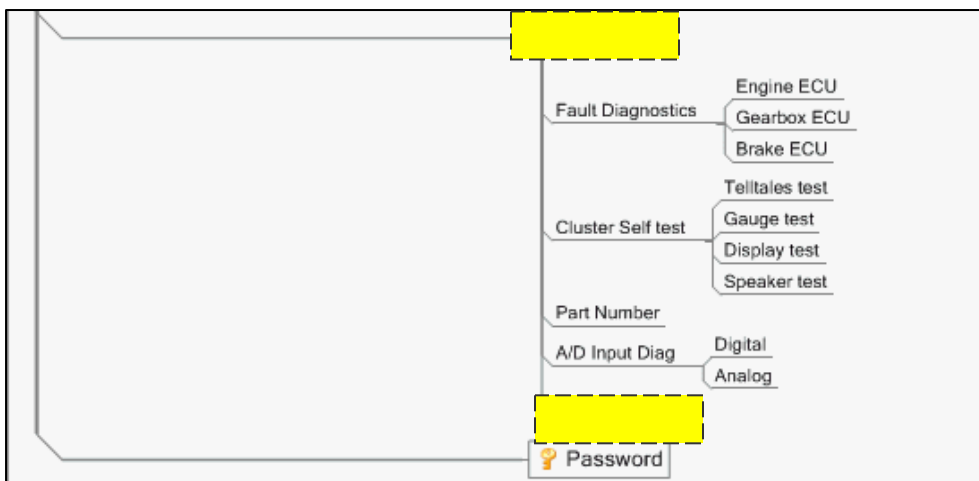 Fault Diagnostics
Engine ECU
Gearbox ECU
Brake ECU
Cluster Self test
Telltales test
Gauge test
Display test
Speaker test
Part Number
A/D Input Diag
Digital
Analog
Password